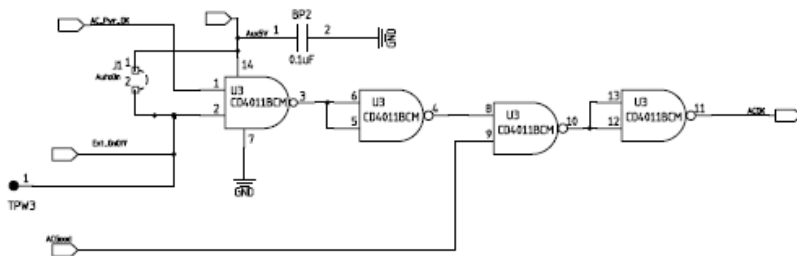 AC_Pwr_OK
Aux5V
BP2
1 2
0.1uF
GND
J1
1
AutoOn
2
14
1
U3
CD4011BCM
3
2
7
GND
6
U3
CD4011BCM
4
5
8
U3
CD4011BCM
10
9
13
U3
CD4011BCM
11
12
ACOK
Ext_OnOff
1
TPW3
ACGood